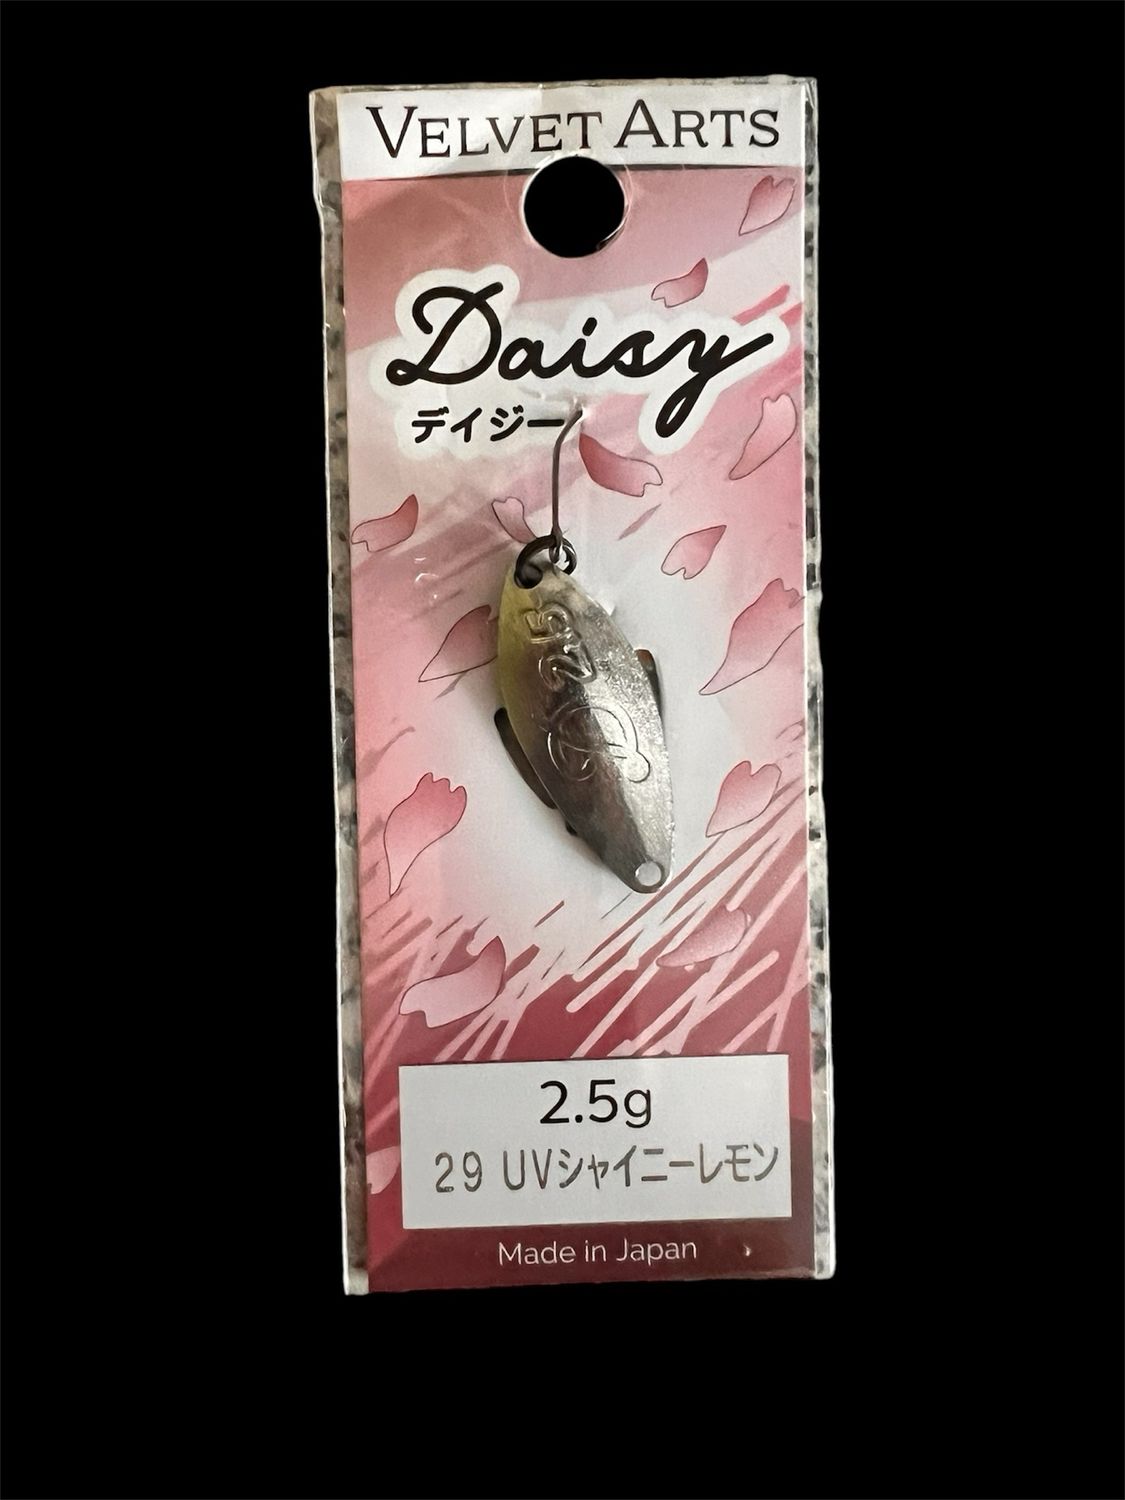 VELVET ARTS
Daisy
デイジー
2.5
D
2.5g
29 UVシャイニーレモン
Made in Japan